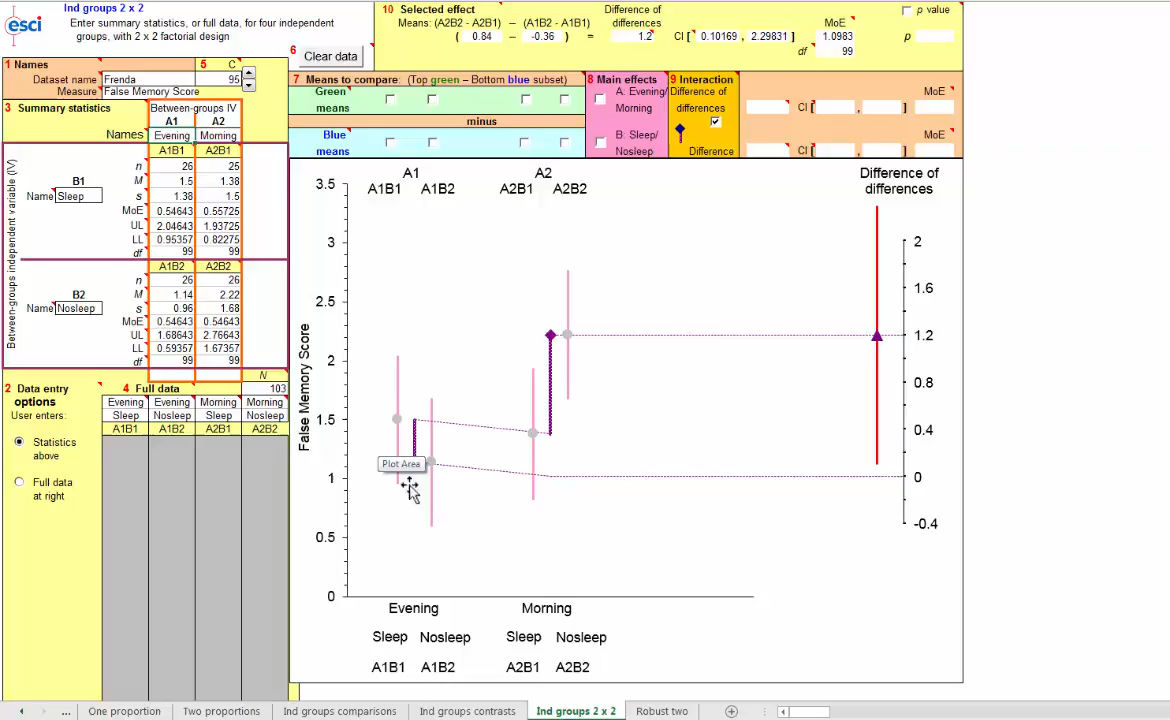 esci
Ind groups 2 x 2
Enter summary statistics, or full data, for four independent
groups, with 2 x 2 factorial design
10 Selected effect
Means: (A2B2 - A2B1) – (A1B2 - A1B1)
Difference of
differences
MoE
p value
( 0.84 – -0.36 ) = 1.2 CI [ 0.10169 , 2.29831 ] 1.0983 p
df 99
6 Clear data
1 Names 5 C
Dataset name Frenda 95
Measure False Memory Score
3 Summary statistics
Between-groups IV
A1 A2
Names Evening Morning
7 Means to compare: (Top green – Bottom blue subset)
Green
means
minus
Blue
means
8 Main effects
A: Evening/
Morning
B: Sleep/
Nosleep
9 Interaction
Difference of
differences
Difference
MoE
CI [ , ]
MoE
CI [ , ]
Between-groups independent variable (IV)
A1B1 A2B1
n 26 25
B1 M 1.5 1.38
Name Sleep s 1.38 1.5
MoE 0.54643 0.55725
UL 2.04643 1.93725
LL 0.95357 0.82275
df 99 99
A1B2 A2B2
n 26 26
B2 M 1.14 2.22
Name Nosleep s 0.96 1.68
MoE 0.54643 0.54643
UL 1.68643 2.76643
LL 0.59357 1.67357
df 99 99
2 Data entry
options
User enters:
Statistics
above
Full data
at right
4 Full data
N
103
Evening Evening Morning Morning
Sleep Nosleep Sleep Nosleep
A1B1 A1B2 A2B1 A2B2
A1 A2
A1B1 A1B2 A2B1 A2B2
Difference of
differences
False Memory Score
3.5
3
2.5
2
1.5
1
0.5
0
Plot Area
2
1.6
1.2
0.8
0.4
0
-0.4
Evening Morning
Sleep Nosleep Sleep Nosleep
A1B1 A1B2 A2B1 A2B2
... One proportion Two proportions Ind groups comparisons Ind groups contrasts Ind groups 2 x 2 Robust two